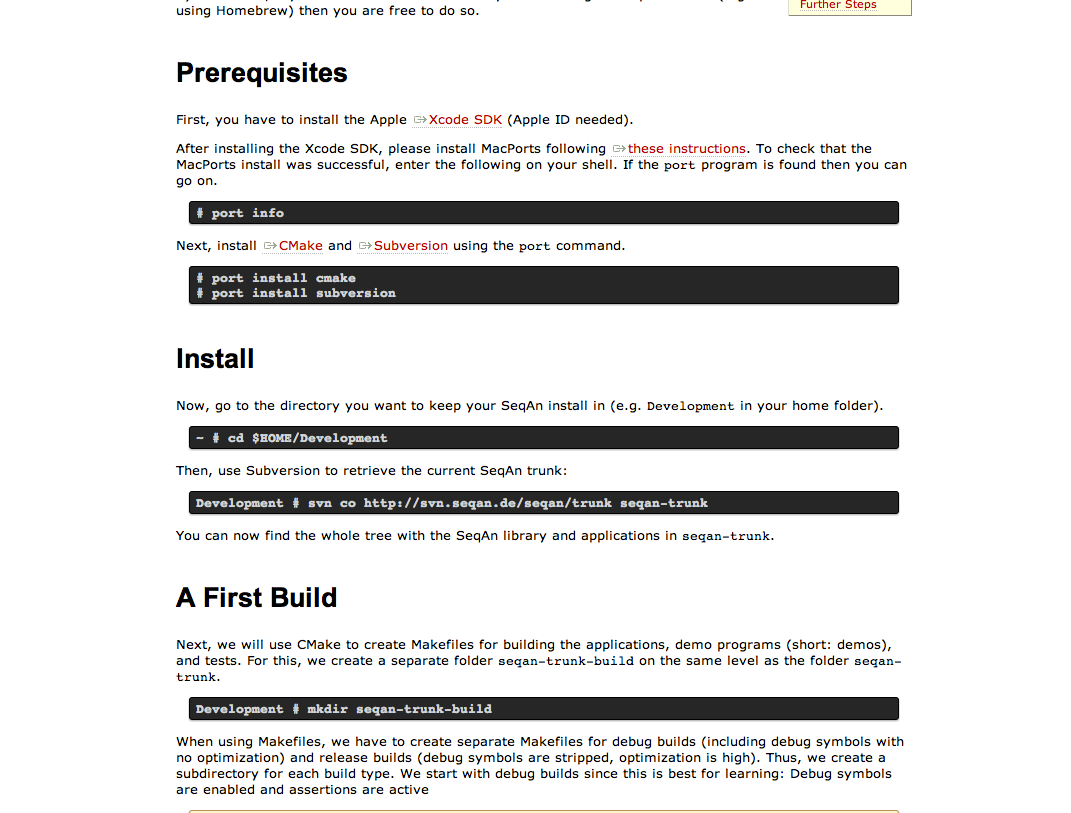 using Homebrew) then you are free to do so.
Further Steps
Prerequisites
First, you have to install the Apple Xcode SDK (Apple ID needed).
After installing the Xcode SDK, please install MacPorts following these instructions. To check that the
MacPorts install was successful, enter the following on your shell. If the port program is found then you can
go on.
# port info
Next, install CMake and Subversion using the port command.
# port install cmake
# port install subversion
Install
Now, go to the directory you want to keep your SeqAn install in (e.g. Development in your home folder).
~ # cd $HOME/Development
Then, use Subversion to retrieve the current SeqAn trunk:
Development # svn co http://svn.seqan.de/seqan/trunk seqan-trunk
You can now find the whole tree with the SeqAn library and applications in seqan-trunk.
A First Build
Next, we will use CMake to create Makefiles for building the applications, demo programs (short: demos),
and tests. For this, we create a separate folder seqan-trunk-build on the same level as the folder seqan-
trunk.
Development # mkdir seqan-trunk-build
When using Makefiles, we have to create separate Makefiles for debug builds (including debug symbols with
no optimization) and release builds (debug symbols are stripped, optimization is high). Thus, we create a
subdirectory for each build type. We start with debug builds since this is best for learning: Debug symbols
are enabled and assertions are active